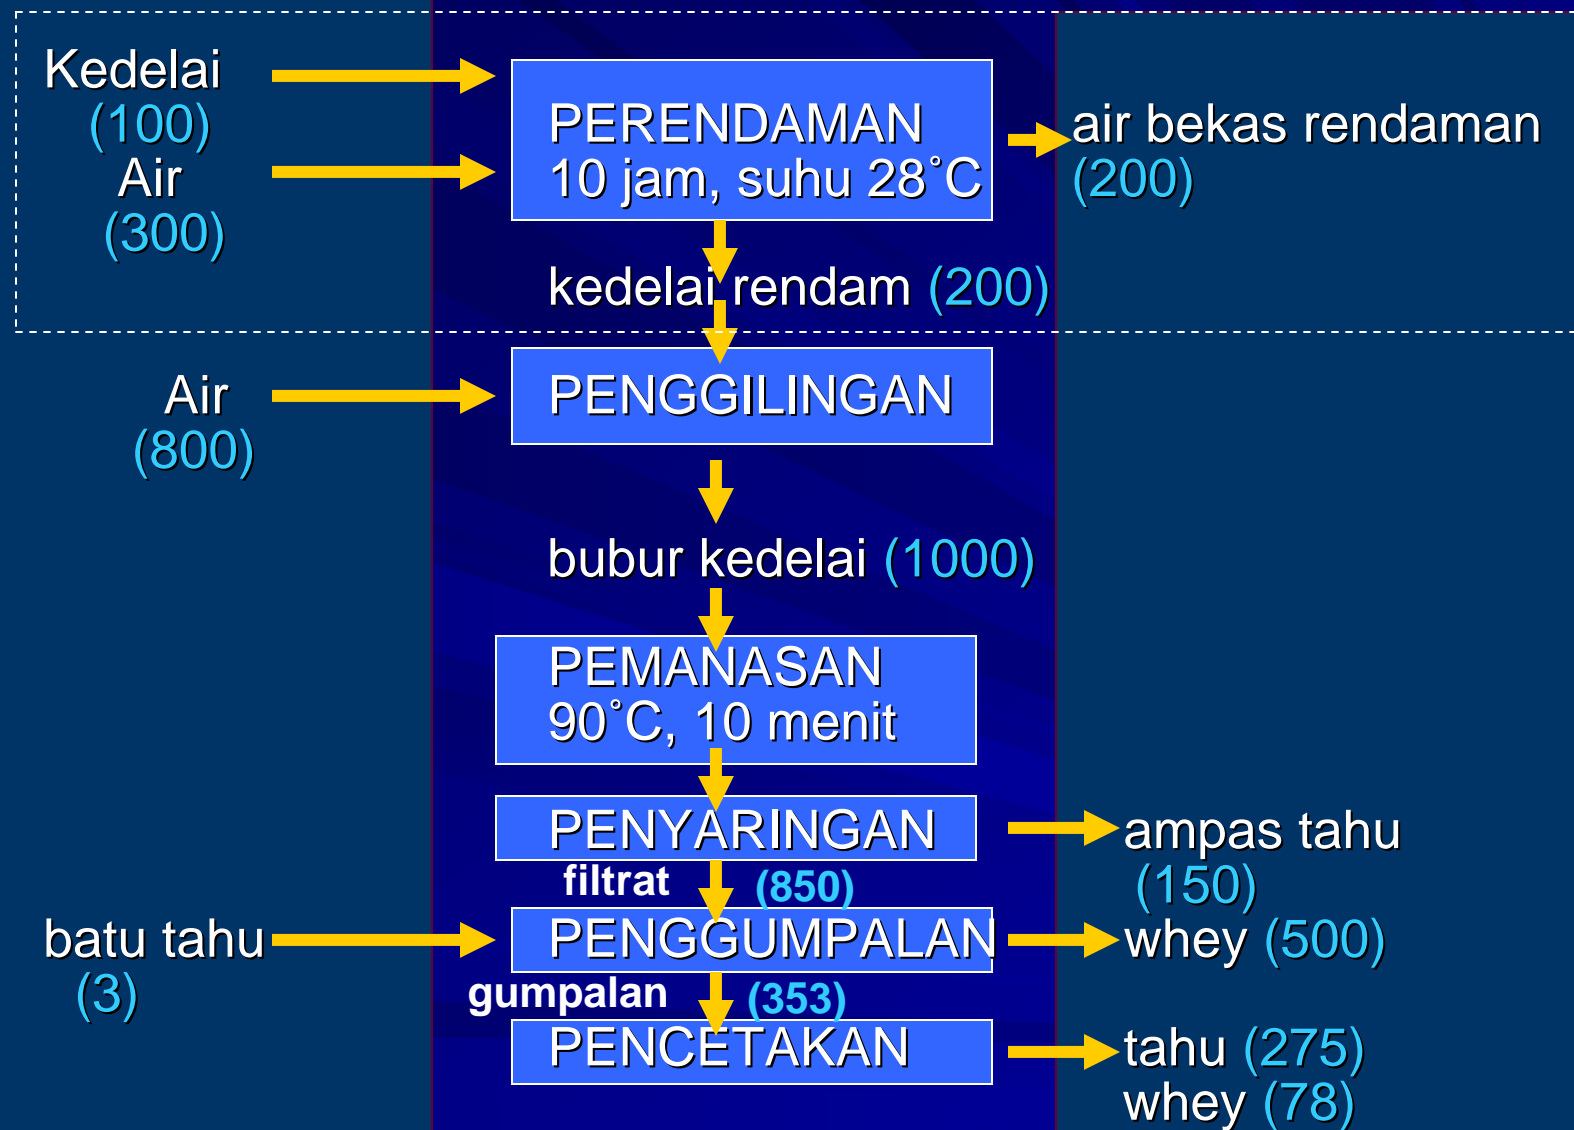 Kedelai
(100)
Air
(300)
PERENDAMAN
10 jam, suhu 28˚C
air bekas rendaman
(200)
kedelai rendam (200)
Air
(800)
PENGGILINGAN
bubur kedelai (1000)
PEMANASAN
90˚C, 10 menit
PENYARINGAN
ampas tahu
(150)
filtrat (850)
batu tahu
(3)
PENGGUMPALAN
whey (500)
gumpalan (353)
PENCETAKAN
tahu (275)
whey (78)